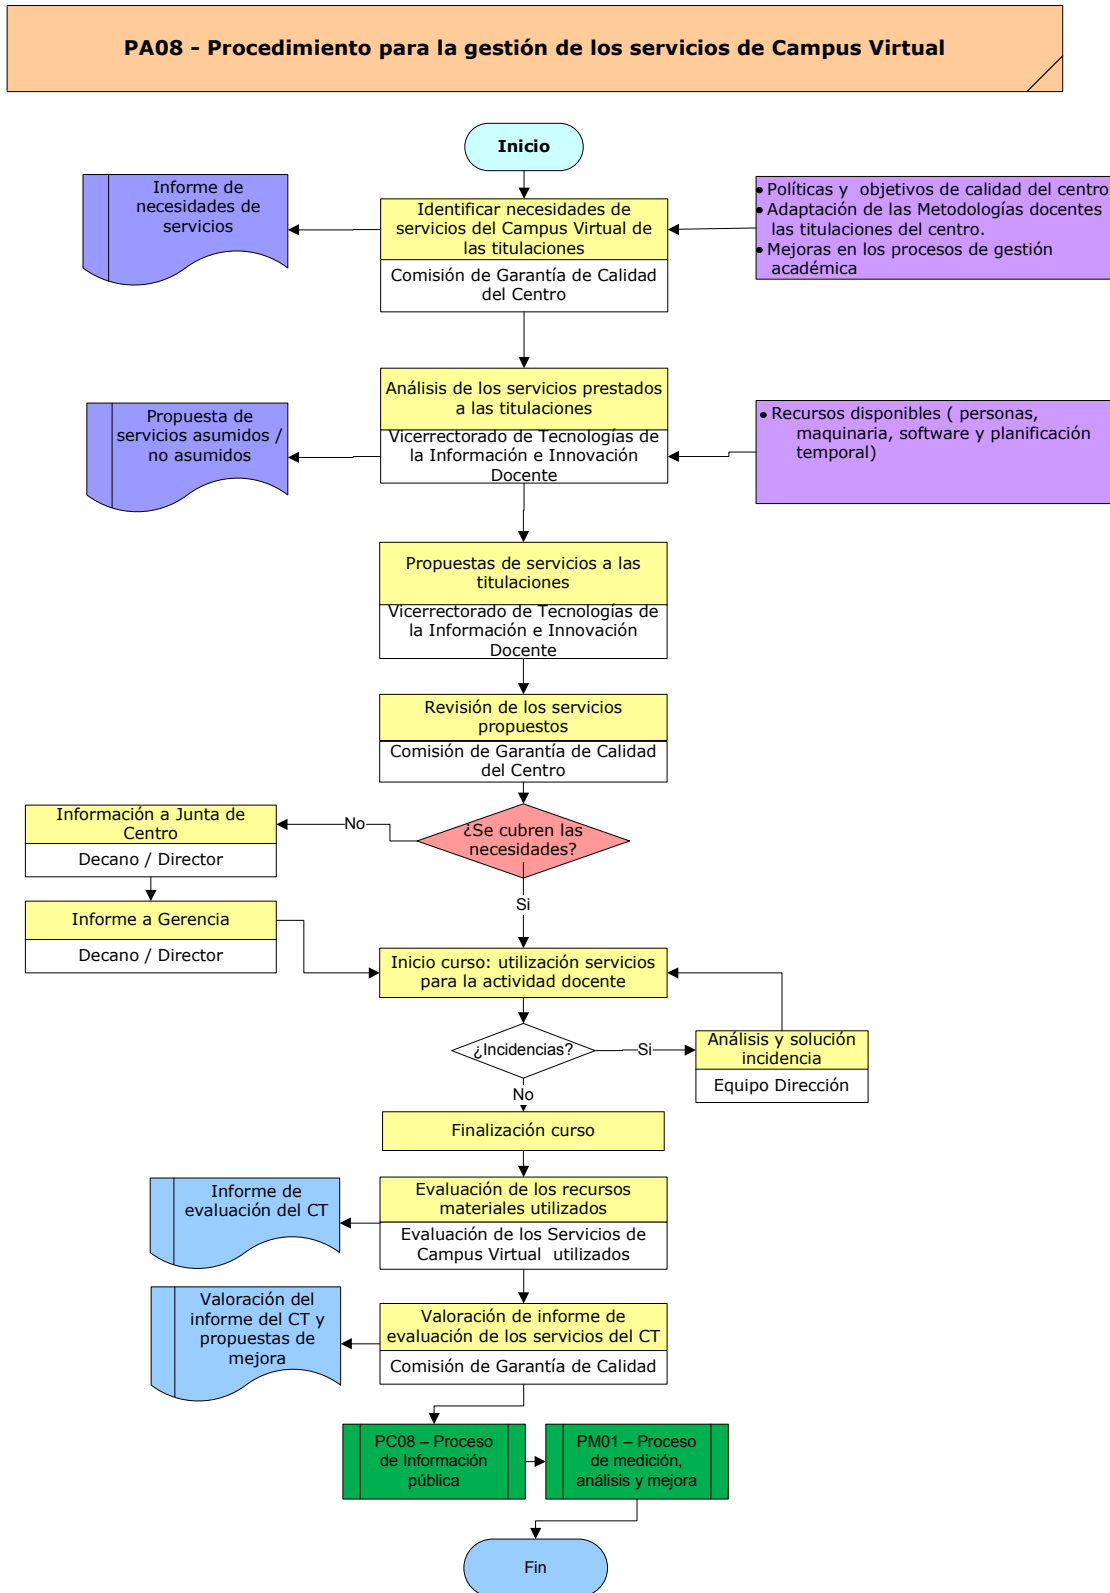 PA08 - Procedimiento para la gestión de los servicios de Campus Virtual
Inicio
Informe de
necesidades de
servicios
Identificar necesidades de
servicios del Campus Virtual de
las titulaciones
Comisión de Garantía de Calidad
del Centro
• Políticas y objetivos de calidad del centro
• Adaptación de las Metodologías docentes
las titulaciones del centro.
• Mejoras en los procesos de gestión
académica
Análisis de los servicios prestados
a las titulaciones
Vicerrectorado de Tecnologías de
la Información e Innovación
Docente
Propuesta de
servicios asumidos /
no asumidos
• Recursos disponibles ( personas,
maquinaria, software y planificación
temporal)
Propuestas de servicios a las
titulaciones
Vicerrectorado de Tecnologías de
la Información e Innovación
Docente
Revisión de los servicios
propuestos
Comisión de Garantía de Calidad
del Centro
¿Se cubren las
necesidades?
No
Información a Junta de
Centro
Decano / Director
Informe a Gerencia
Decano / Director
Si
Inicio curso: utilización servicios
para la actividad docente
¿Incidencias?
Si
Análisis y solución
incidencia
Equipo Dirección
No
Finalización curso
Informe de
evaluación del CT
Evaluación de los recursos
materiales utilizados
Evaluación de los Servicios de
Campus Virtual utilizados
Valoración del
informe del CT y
propuestas de
mejora
Valoración de informe de
evaluación de los servicios del CT
Comisión de Garantía de Calidad
PC08 – Proceso
de Información
pública
PM01 – Proceso
de medición,
análisis y mejora
Fin